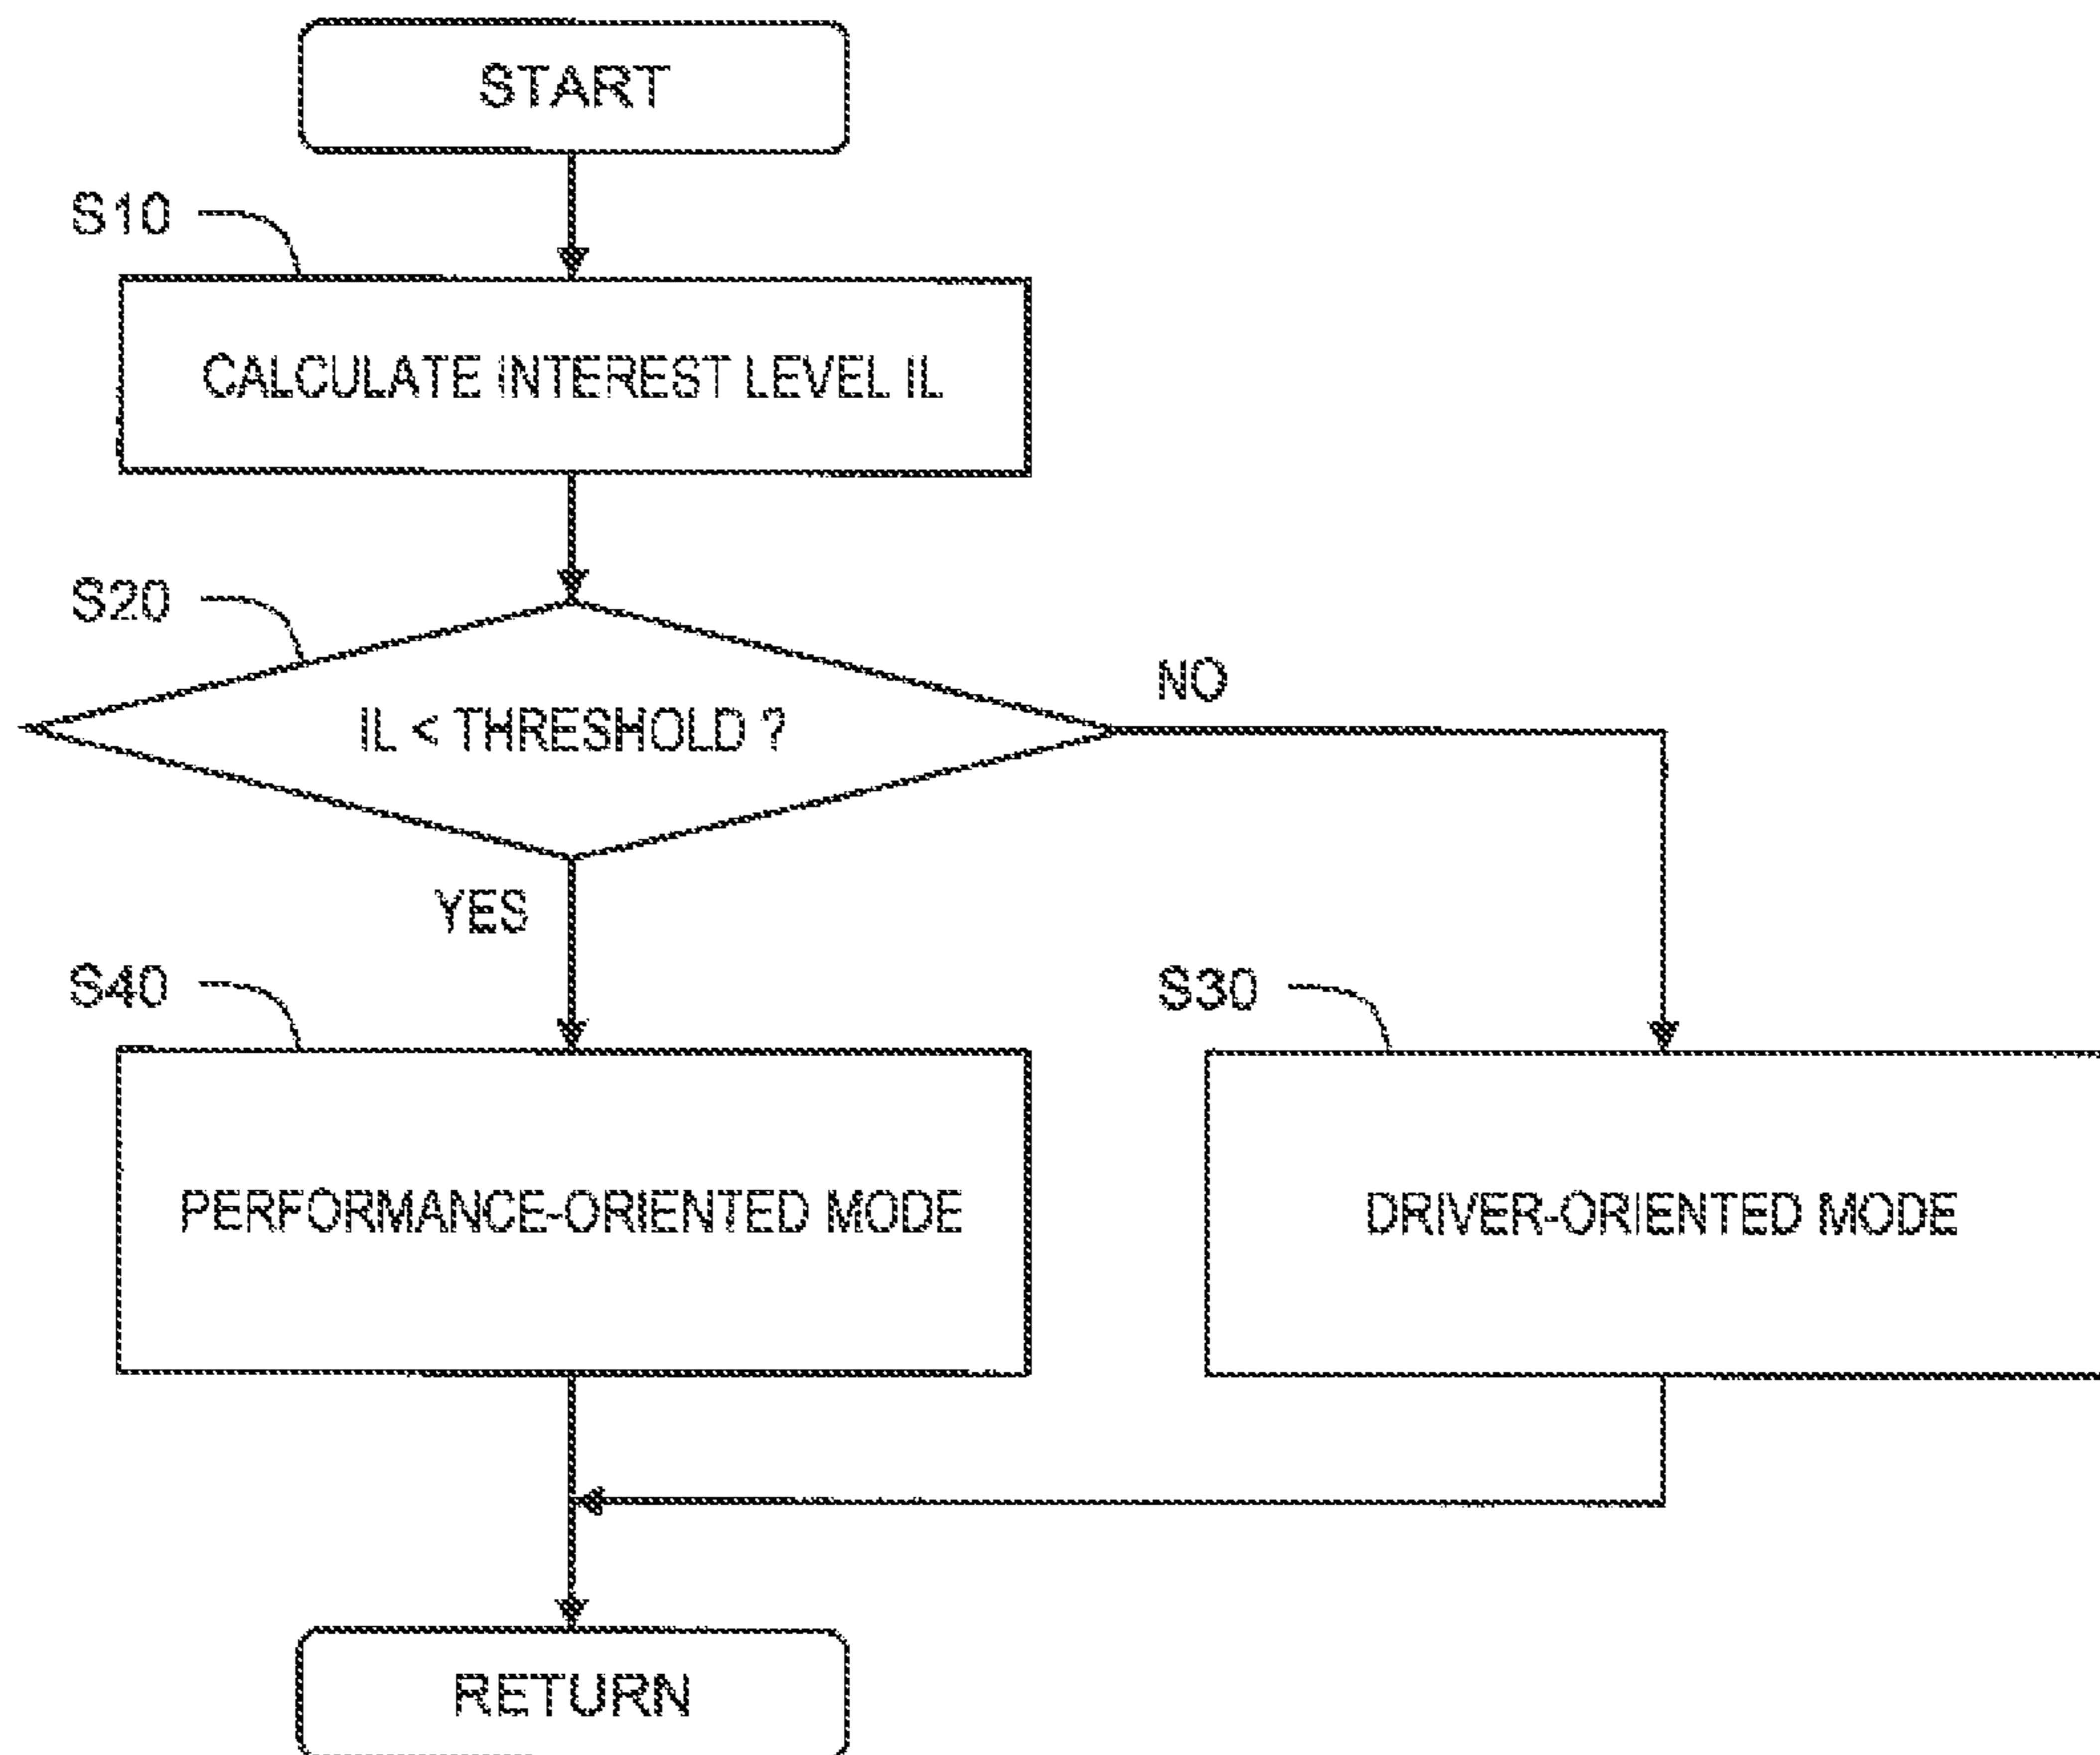 START
S10
CALCULATE INTEREST LEVEL IL
S20
IL < THRESHOLD ?
NO
YES
S40
S30
PERFORMANCE-ORIENTED MODE
DRIVER-ORIENTED MODE
RETURN